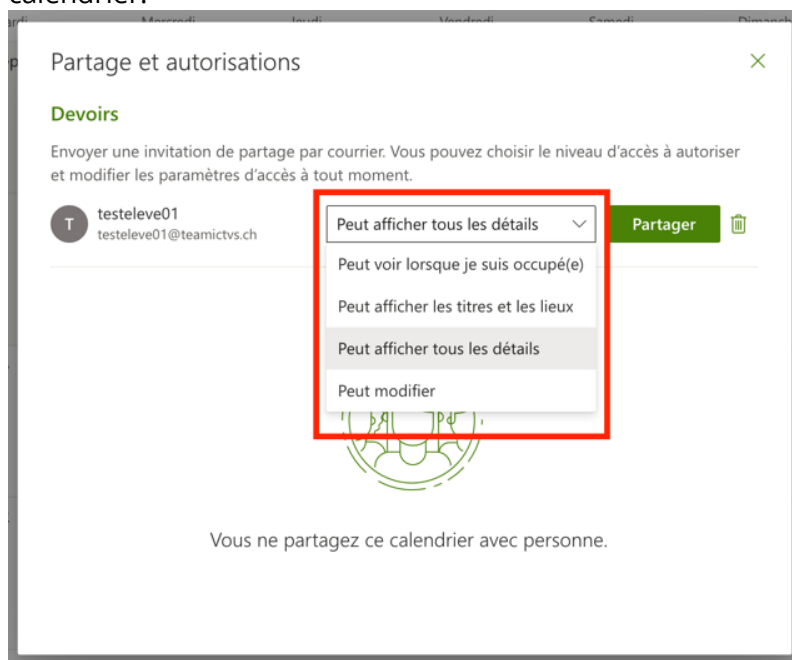 calendrier.
Mercredi Jeudi Vendredi Samedi Dimanch
Partage et autorisations
Devoirs
Envoyer une invitation de partage par courrier. Vous pouvez choisir le niveau d'accès à autoriser
et modifier les paramètres d'accès à tout moment.
T
testeleve01
testeleve01@teamictvs.ch
Peut afficher tous les détails
Partager
Peut voir lorsque je suis occupé(e)
Peut afficher les titres et les lieux
Peut afficher tous les détails
Peut modifier
Vous ne partagez ce calendrier avec personne.